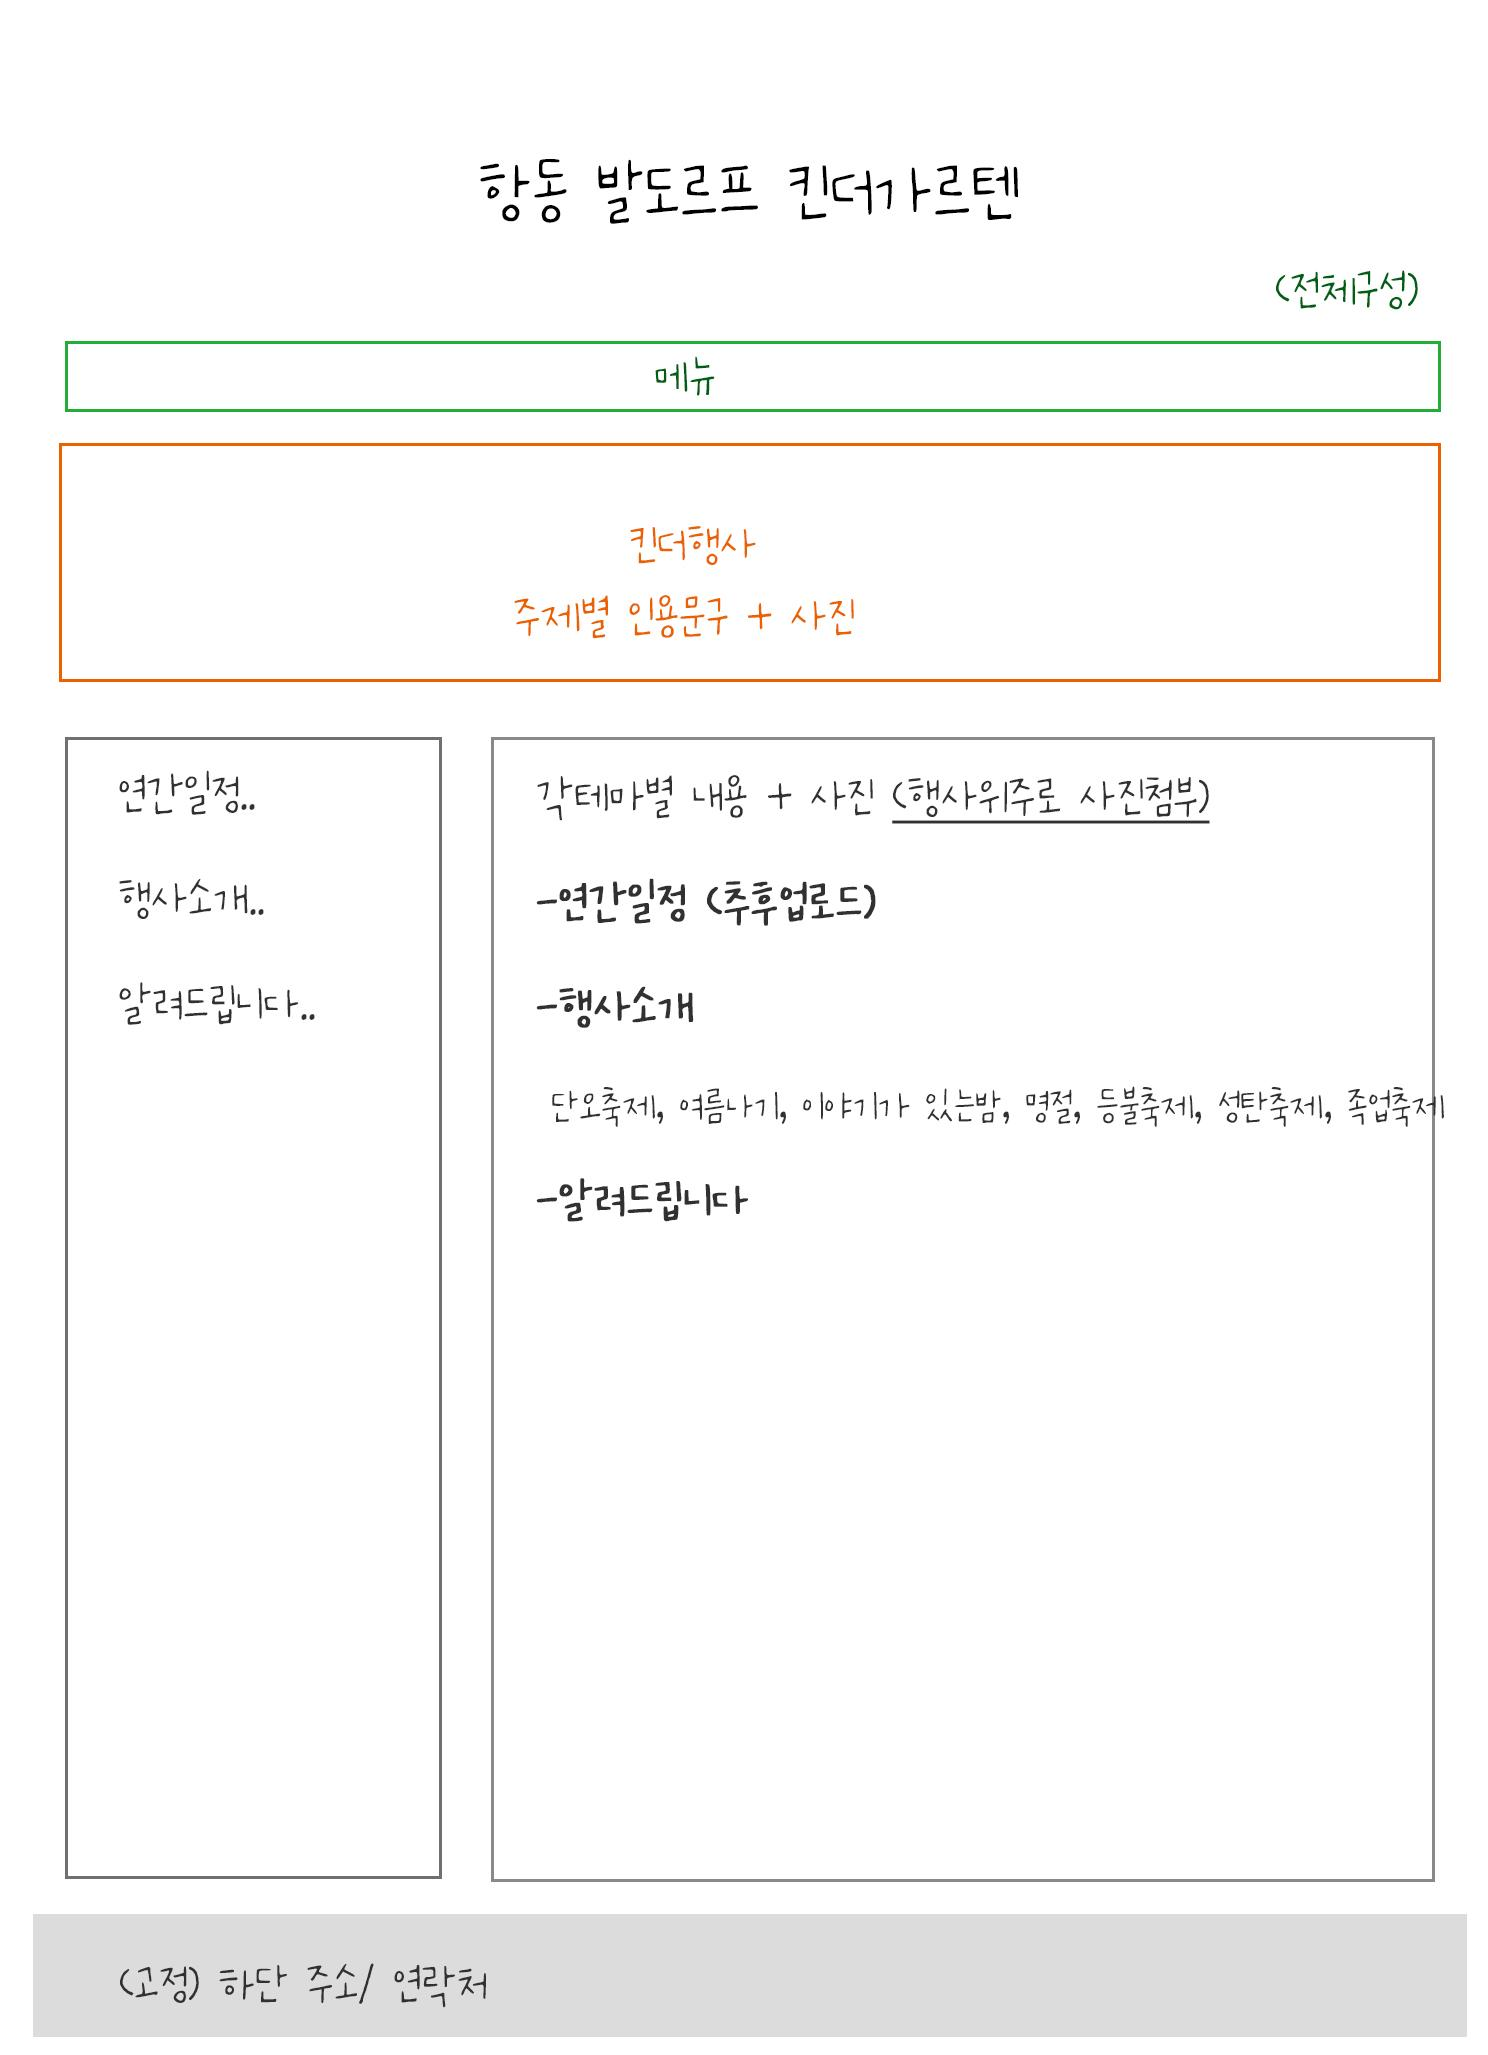 항동 발도르프 킨더가르텐
(전체구성)
메뉴
킨더행사
주제별 인용문구 + 사진
연간일정..
행사소개..
알려드립니다..
각테마별 내용 + 사진 (행사위주로 사진첨부)
-연간일정 (추후업로드)
-행사소개
단오축제, 여름나기, 이야기가 있는밤, 명절, 등불축제, 성탄축제, 족업축제
-알려드립니다
(고정) 하단 주소/ 연락처